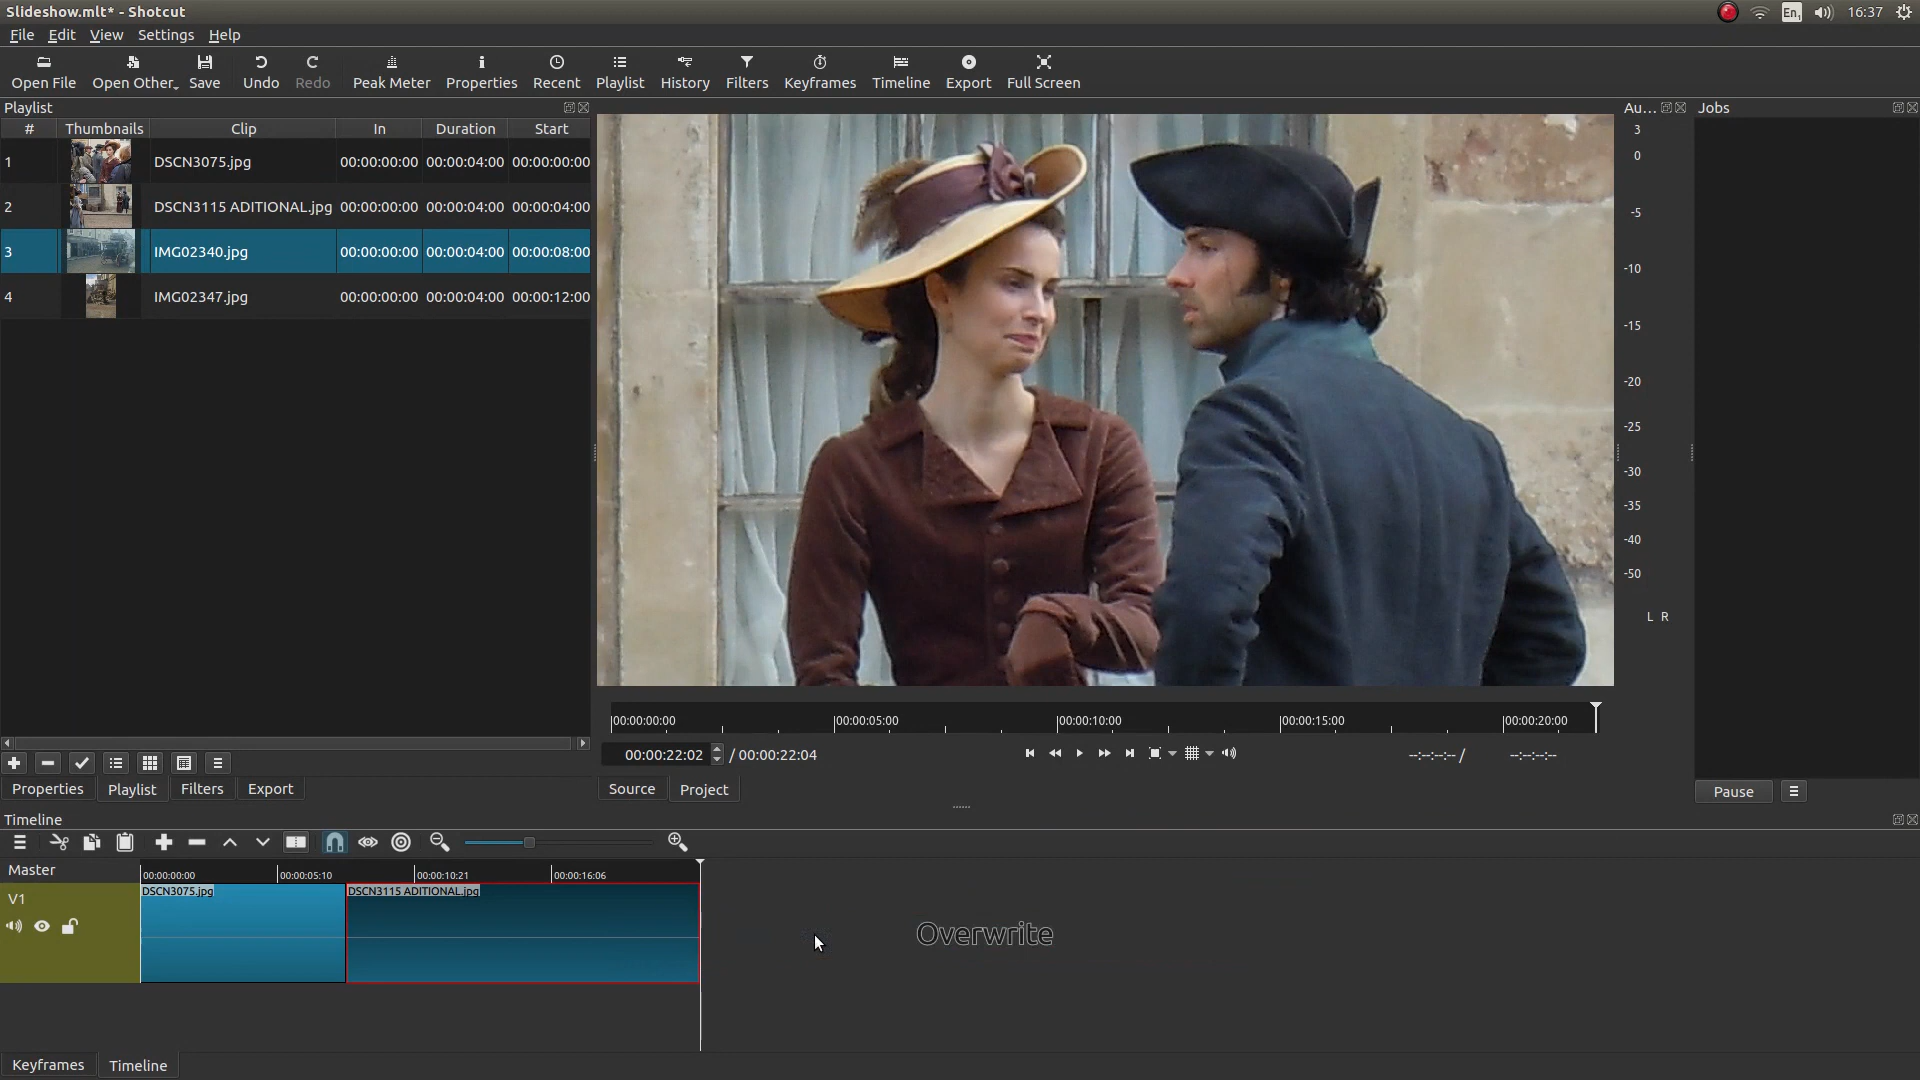 Slideshow.mlt* - Shotcut
En1 16:37
File Edit View Settings Help
Open File Open Other Save Undo Redo Peak Meter Properties Recent Playlist History Filters Keyframes Timeline Export Full Screen
Playlist
# Thumbnails Clip In Duration Start
1 DSCN3075.jpg 00:00:00:00 00:00:04:00 00:00:00:00
2 DSCN3115 ADITIONAL.jpg 00:00:00:00 00:00:04:00 00:00:04:00
3 IMG02340.jpg 00:00:00:00 00:00:04:00 00:00:08:00
4 IMG02347.jpg 00:00:00:00 00:00:04:00 00:00:12:00
Au...
3
0
-5
-10
-15
-20
-25
-30
-35
-40
-50
L R
Jobs
00:00:00:00 00:00:05:00 00:00:10:00 00:00:15:00 00:00:20:00
00:00:22:02 / 00:00:22:04 --:--:--:-- / --:--:--:--
Properties Playlist Filters Export
Source Project
Pause
Timeline
Master
00:00:00:00 00:00:05:10 00:00:10:21 00:00:16:06
V1
DSCN3075.jpg DSCN3115 ADITIONAL.jpg
Overwrite
Keyframes Timeline